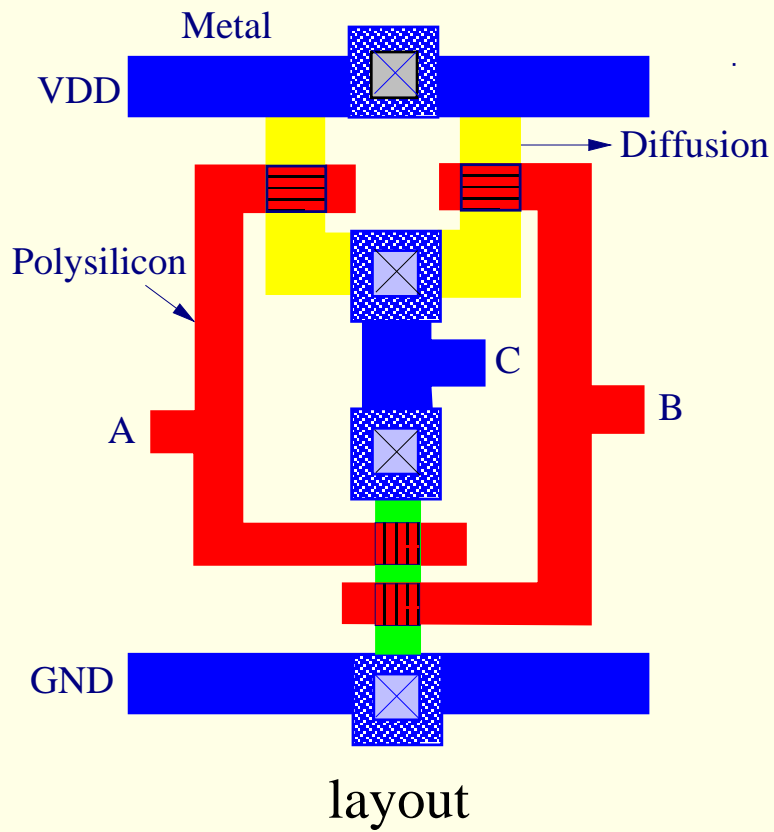 Metal
VDD
Diffusion
Polysilicon
C
A
B
GND
layout